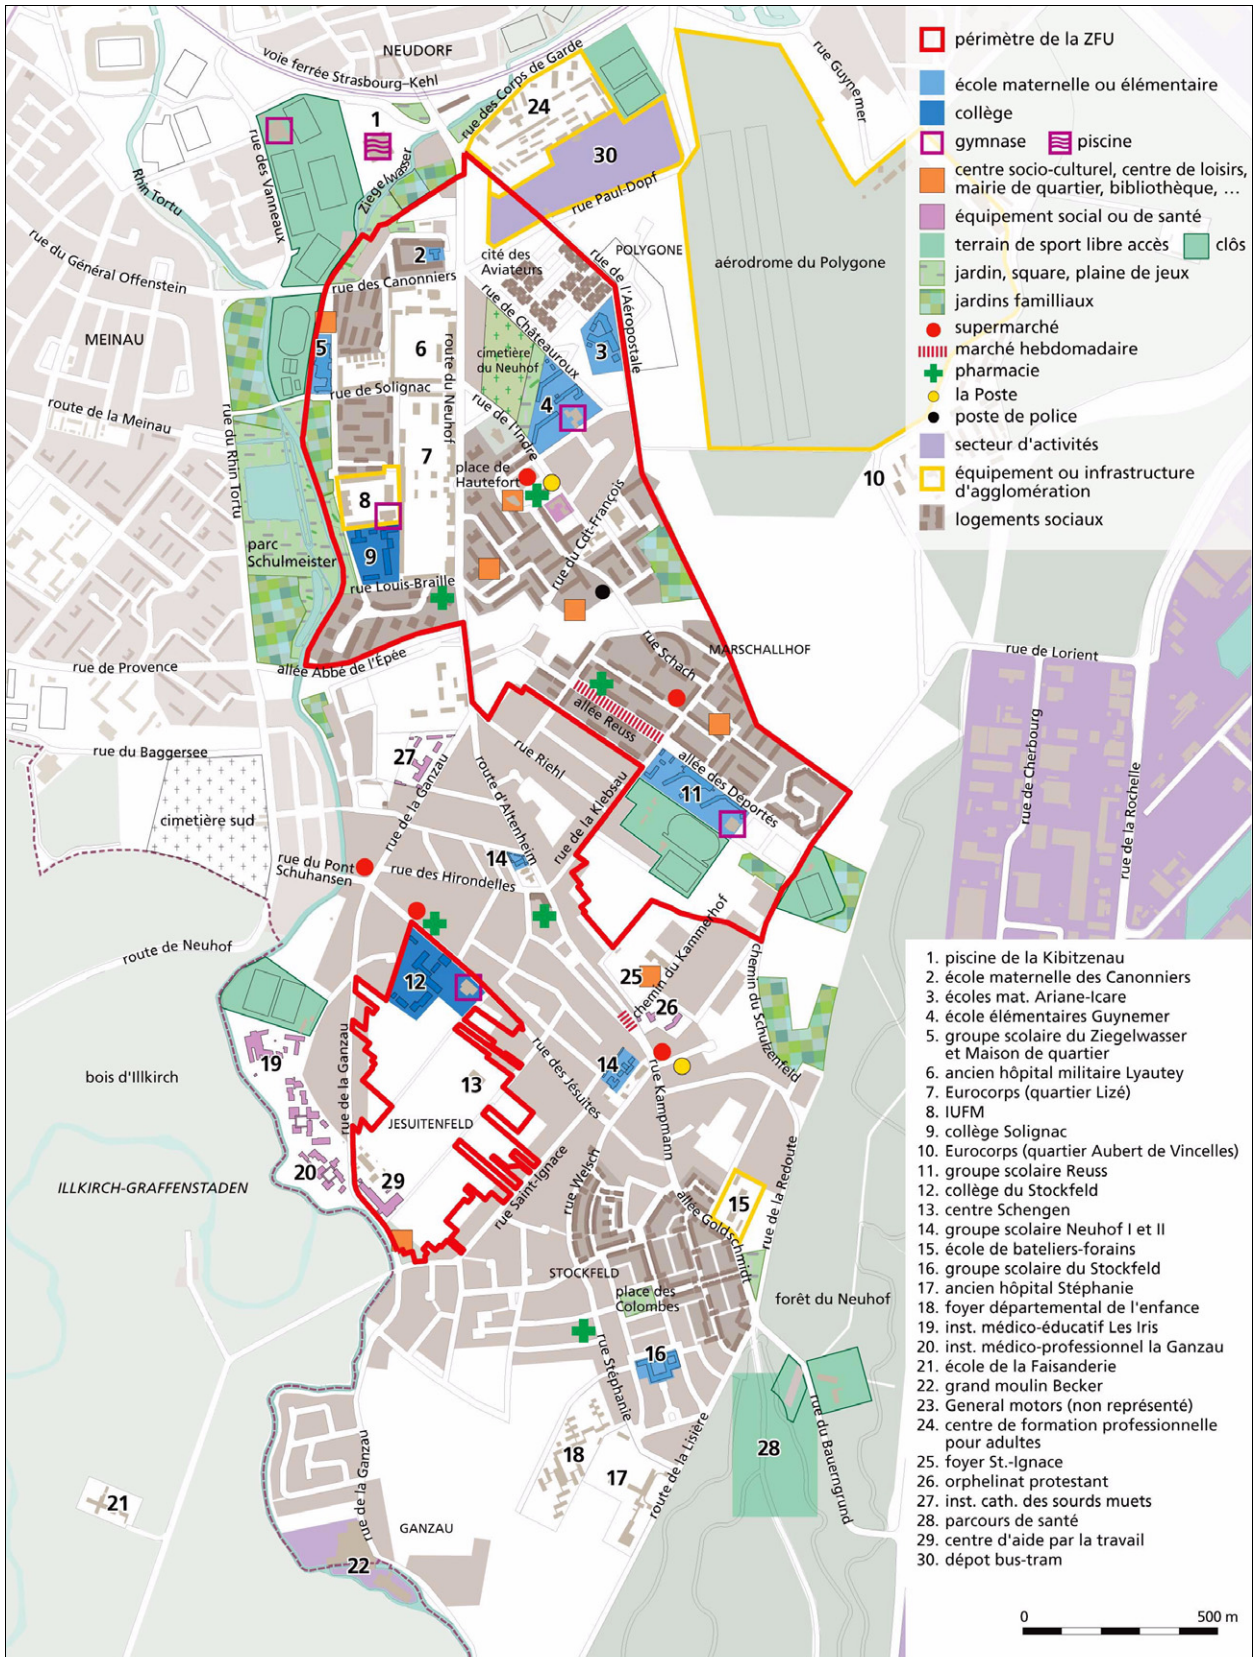 NEUDORF
voie ferrée Strasbourg–Kehl
rue des Corps de Garde
rue Guynemer
24
1
30
rue des Vanneaux
Ziegelwasser
Rhin Tortu
rue Paul-Dopf
rue du Général Offenstein
2
cité des
Aviateurs
POLYGONE
aérodrome du Polygone
rue des Canonniers
rue de l'Aéropostale
rue de Châteauroux
MEINAU
5
6
route du Neuhof
cimetière
du Neuhof
3
rue de Solignac
route de la Meinau
rue du Rhin Tortu
4
rue de l'Indre
7
place de
Hautefort
8
10
rue du Cdt-François
parc
Schulmeister
9
rue Louis-Braille
rue Schach
MARSCHALLHOF
rue de Provence
allée Abbé de l'Épée
rue de Lorient
allée Reuss
rue du Baggersee
27
rue de la Ganzau
rue Riehl
route d'Altenheim
allée des Déportés
11
rue de Cherbourg
rue de la Rochelle
cimetière sud
rue de la Klebsau
rue du Pont
Schuhansen
rue des Hirondelles
14
route de Neuhof
chemin du Kammerhof
chemin du Schulzenfeld
12
25
26
19
bois d'Illkirch
rue de la Ganzau
13
rue des Jésuites
14
rue Kampmann
JESUITENFELD
20
29
ILLKIRCH-GRAFFENSTADEN
rue Saint-Ignace
rue Welsch
allée Goldschmidt
15
rue de la Redoute
STOCKFELD
place des
Colombes
forêt du Neuhof
16
rue Stéphanie
rue de la Ganzau
18
17
route de la Lisière
28
rue du Bauerngrund
21
GANZAU
22
périmètre de la ZFU
école maternelle ou élémentaire
collège
gymnase piscine
centre socio-culturel, centre de loisirs,
mairie de quartier, bibliothèque, …
équipement social ou de santé
terrain de sport libre accès clôs
jardin, square, plaine de jeux
jardins familliaux
supermarché
marché hebdomadaire
pharmacie
la Poste
poste de police
secteur d'activités
équipement ou infrastructure
d'agglomération
logements sociaux
1. piscine de la Kibitzenau
2. école maternelle des Canonniers
3. écoles mat. Ariane-Icare
4. école élémentaires Guynemer
5. groupe scolaire du Ziegelwasser
et Maison de quartier
6. ancien hôpital militaire Lyautey
7. Eurocorps (quartier Lizé)
8. IUFM
9. collège Solignac
10. Eurocorps (quartier Aubert de Vincelles)
11. groupe scolaire Reuss
12. collège du Stockfeld
13. centre Schengen
14. groupe scolaire Neuhof I et II
15. école de bateliers-forains
16. groupe scolaire du Stockfeld
17. ancien hôpital Stéphanie
18. foyer départemental de l'enfance
19. inst. médico-éducatif Les Iris
20. inst. médico-professionnel la Ganzau
21. école de la Faisanderie
22. grand moulin Becker
23. General motors (non représenté)
24. centre de formation professionnelle
pour adultes
25. foyer St.-Ignace
26. orphelinat protestant
27. inst. cath. des sourds muets
28. parcours de santé
29. centre d'aide par la travail
30. dépot bus-tram
0 500 m